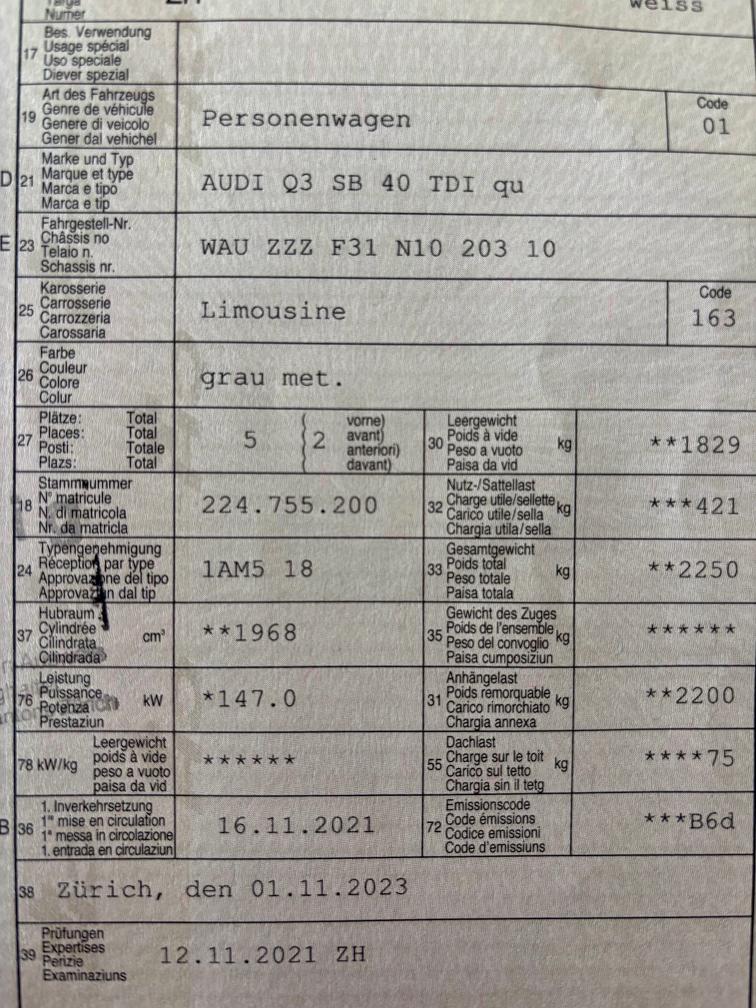 Numer
weiss
17
Bes. Verwendung
Usage spécial
Uso speciale
Diever spezial
19
Art des Fahrzeugs
Genre de véhicule
Genere di veicolo
Gener dal vehichel
Personenwagen
Code
01
D
21
Marke und Typ
Marque et type
Marca e tipo
Marca e tip
AUDI Q3 SB 40 TDI qu
E
23
Fahrgestell-Nr.
Châssis no
Telaio n.
Schassis nr.
WAU ZZZ F31 N10 203 10
25
Karosserie
Carrosserie
Carrozzeria
Carossaria
Limousine
Code
163
26
Farbe
Couleur
Colore
Colur
grau met.
27
Plätze: Total
Places: Total
Posti: Totale
Plazs: Total
5
2
vorne)
avant)
anteriori)
davant)
30
Leergewicht
Poids à vide
Peso a vuoto
Paisa da vid
kg
**1829
18
Stammnummer
N° matricule
N. di matricola
Nr. da matricla
224.755.200
32
Nutz-/Sattellast
Charge utile/sellette
Carico utile/sella
Chargia utila/sella
kg
***421
24
Typengenehmigung
Réception par type
Approvazione del tipo
Approvaziun dal tip
1AM5 18
33
Gesamtgewicht
Poids total
Peso totale
Paisa totala
kg
**2250
37
Hubraum
Cylindrée
Cilindrata
Cilindrada
cm³
**1968
35
Gewicht des Zuges
Poids de l'ensemble
Peso del convoglio
Paisa cumposiziun
kg
******
76
Leistung
Puissance
Potenza
Prestaziun
kW
*147.0
31
Anhängelast
Poids remorquable
Carico rimorchiato
Chargia annexa
kg
**2200
78 kW/kg
Leergewicht
poids à vide
peso a vuoto
paisa da vid
******
55
Dachlast
Charge sur le toit
Carico sul tetto
Chargia sin il tetg
kg
****75
B
36
1. Inverkehrsetzung
1re mise en circulation
1a messa in circolazione
1. entrada en circulaziun
16.11.2021
72
Emissionscode
Code émissions
Codice emissioni
Code d'emissiuns
***B6d
38
Zürich, den 01.11.2023
39
Prüfungen
Expertises
Perizie
Examinaziuns
12.11.2021 ZH